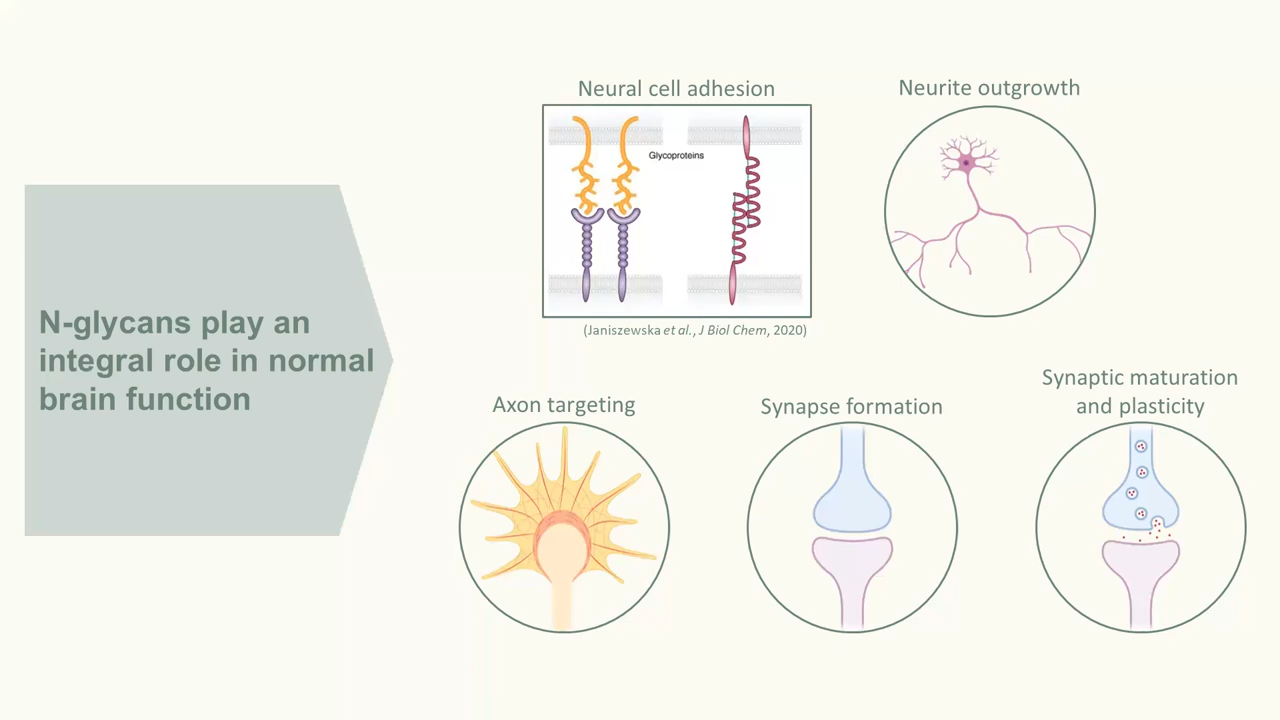 N-glycans play an
integral role in normal
brain function
Neural cell adhesion
Glycoproteins
(Janiszewska et al., J Biol Chem, 2020)
Neurite outgrowth
Axon targeting
Synapse formation
Synaptic maturation
and plasticity